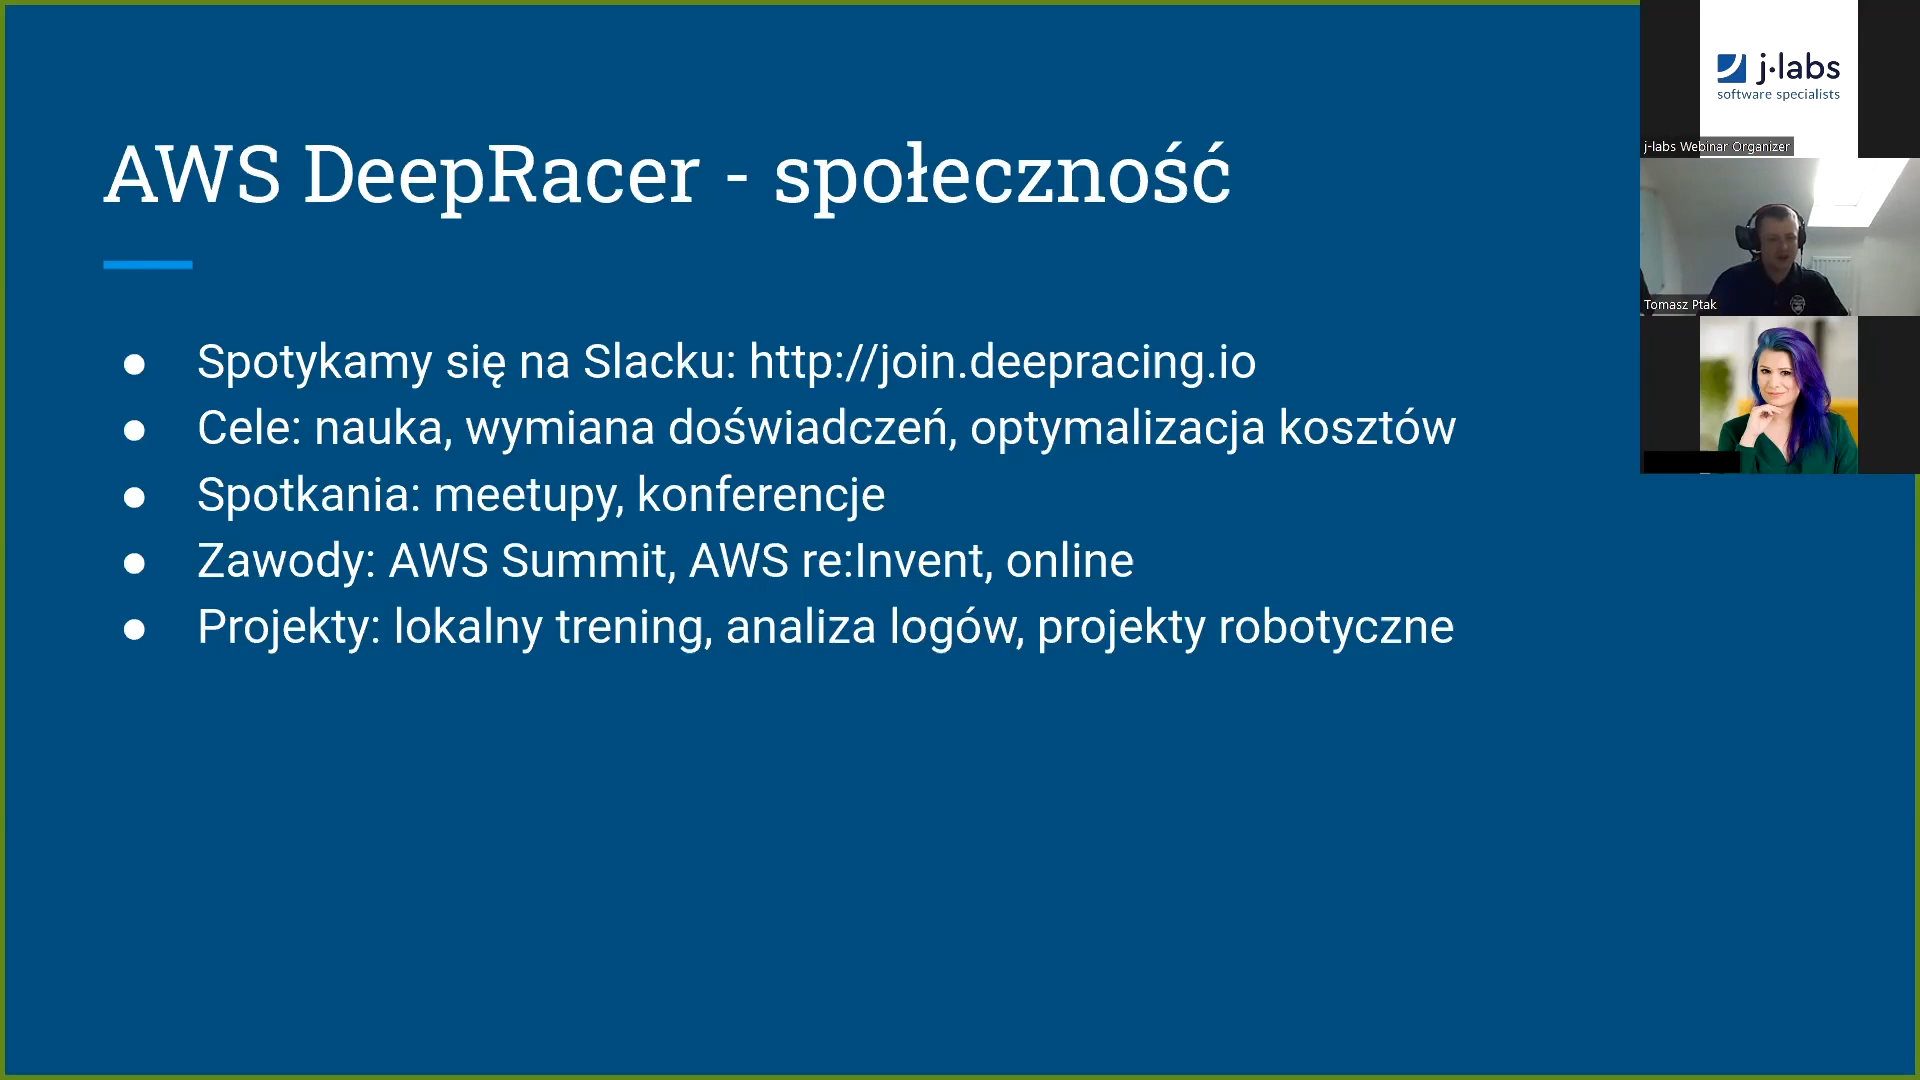 AWS DeepRacer - społeczność
● Spotykamy się na Slacku: http://join.deepracing.io
● Cele: nauka, wymiana doświadczeń, optymalizacja kosztów
● Spotkania: meetupy, konferencje
● Zawody: AWS Summit, AWS re:Invent, online
● Projekty: lokalny trening, analiza logów, projekty robotyczne
j·labs
software specialists
j-labs Webinar Organizer
Tomasz Ptak